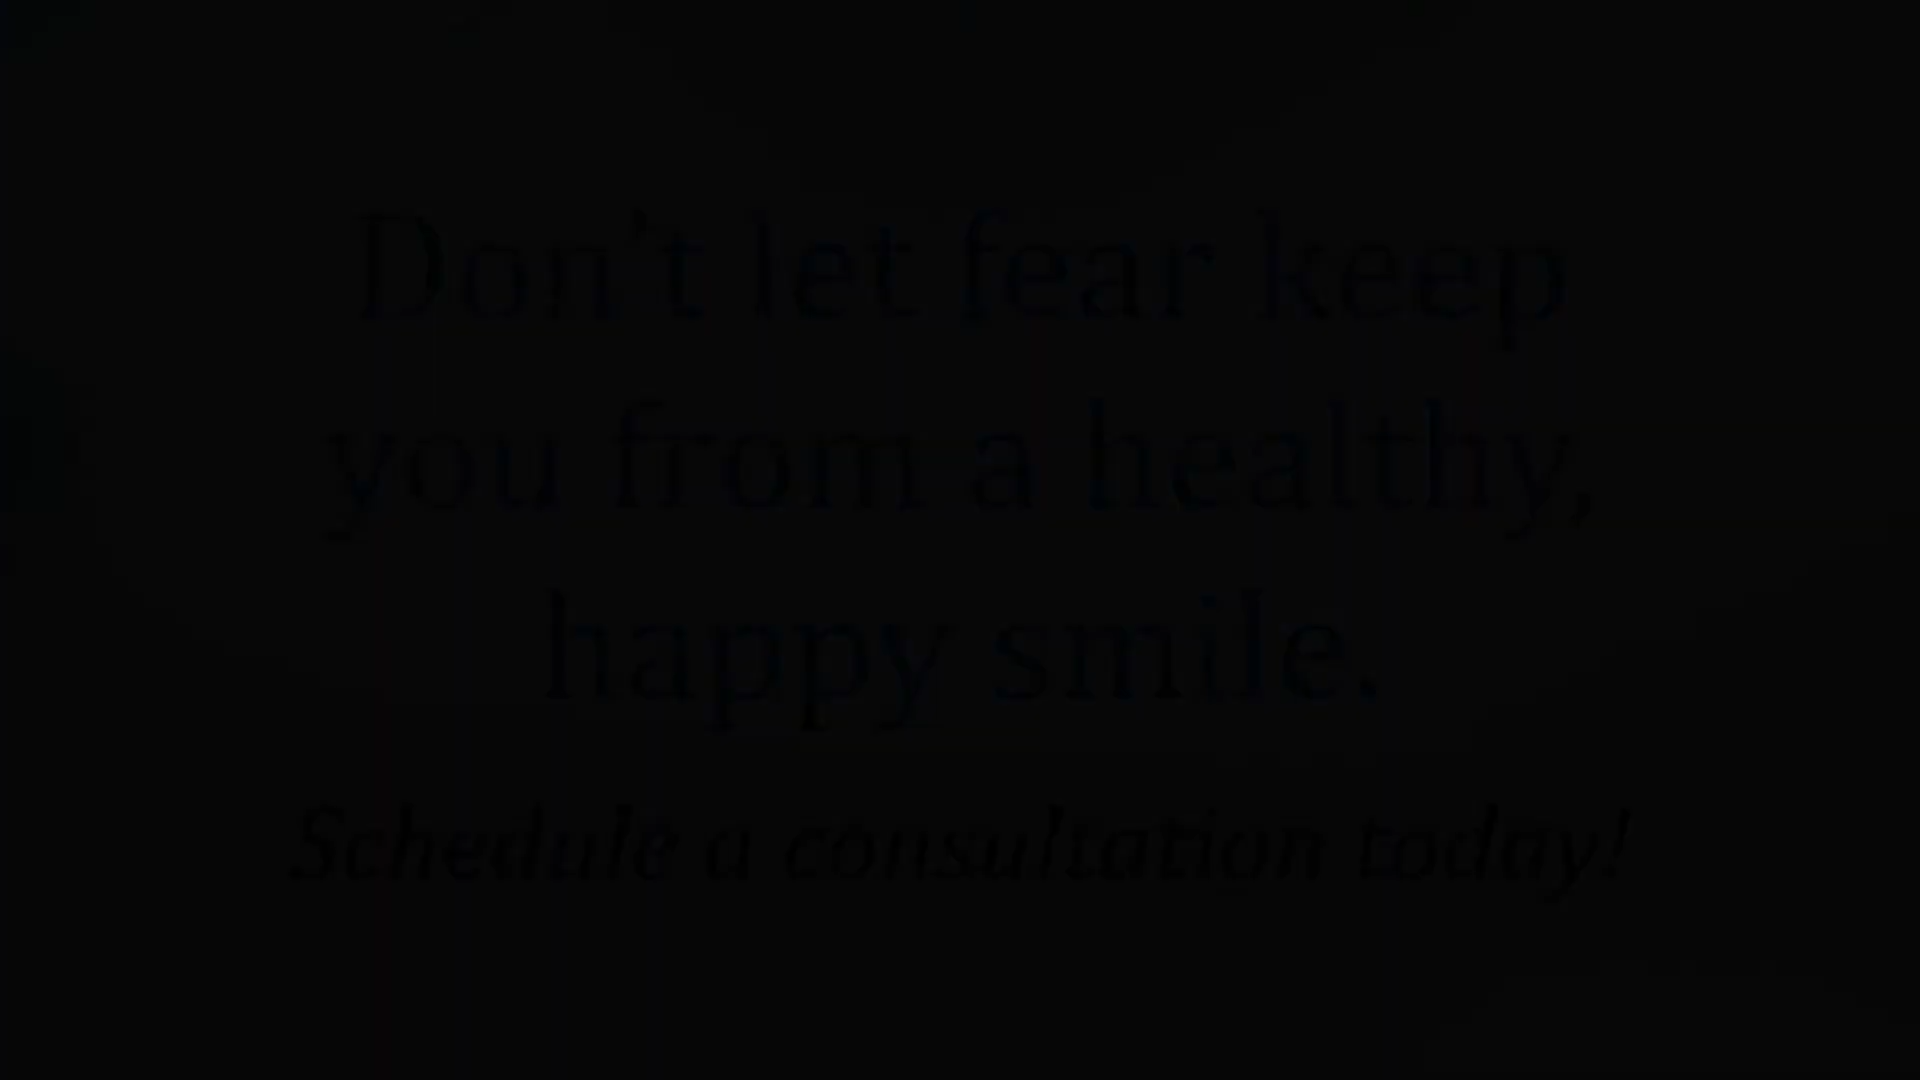 Don't let fear keep
you from a healthy,
happy smile.
Schedule a consultation today!